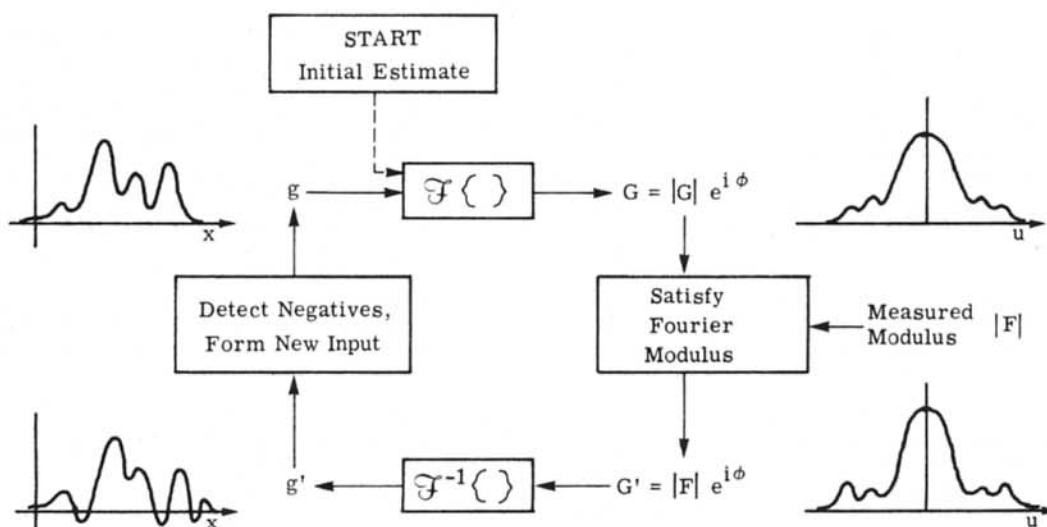 START
Initial Estimate
g
ℱ { }
G = |G| e^{iφ}
x
u
Detect Negatives,
Form New Input
Satisfy
Fourier
Modulus
Measured
Modulus |F|
g'
ℱ⁻¹{ }
G' = |F| e^{iφ}
x
u